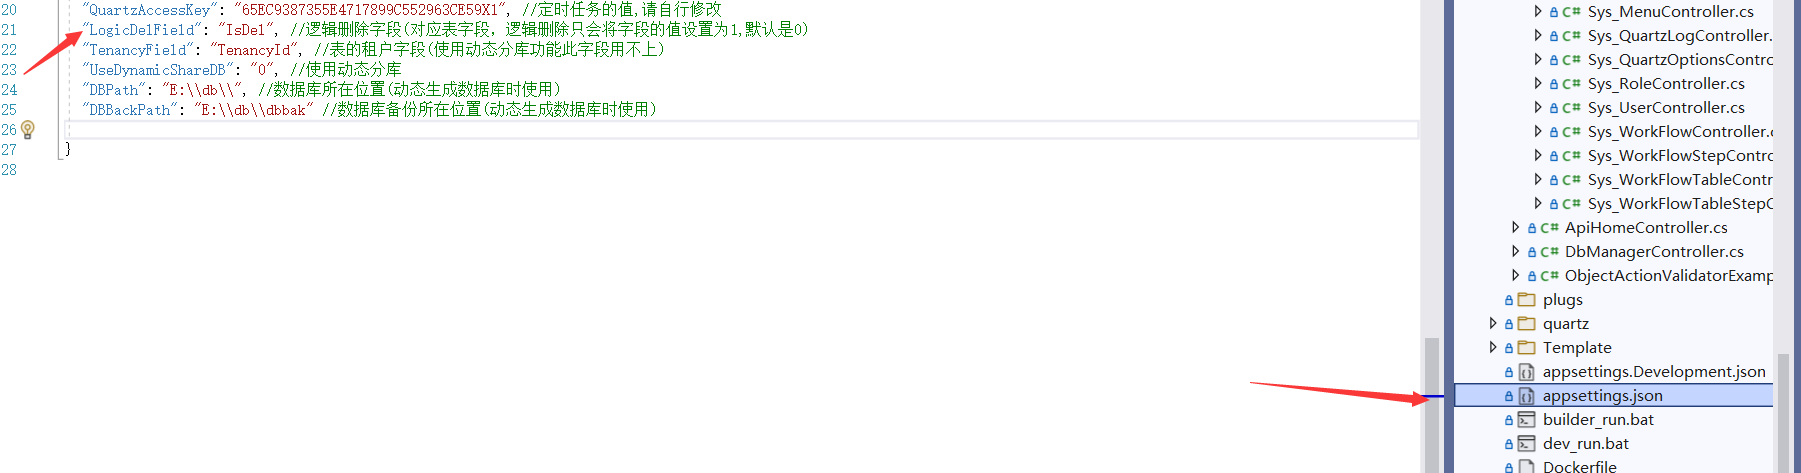 20 "QuartzAccessKey": "65EC9387355E4717899C552963CE59X1", //定时任务的值,请自行修改
21 "LogicDelField": "IsDel", //逻辑删除字段(对应表字段，逻辑删除只会将字段的值设置为1,默认是0)
22 "TenancyField": "TenancyId", //表的租户字段(使用动态分库功能此字段用不上)
23 "UseDynamicShareDB": "0", //使用动态分库
24 "DBPath": "E:\\db\\", //数据库所在位置(动态生成数据库时使用)
25 "DBBackPath": "E:\\db\\dbbak" //数据库备份所在位置(动态生成数据库时使用)
26
27 }
28
C# Sys_MenuController.cs
C# Sys_QuartzLogController.
C# Sys_QuartzOptionsContro
C# Sys_RoleController.cs
C# Sys_UserController.cs
C# Sys_WorkFlowController.c
C# Sys_WorkFlowStepContro
C# Sys_WorkFlowTableContr
C# Sys_WorkFlowTableStepC
C# ApiHomeController.cs
C# DbManagerController.cs
C# ObjectActionValidatorExamp
plugs
quartz
Template
appsettings.Development.json
appsettings.json
builder_run.bat
dev_run.bat
Dockerfile